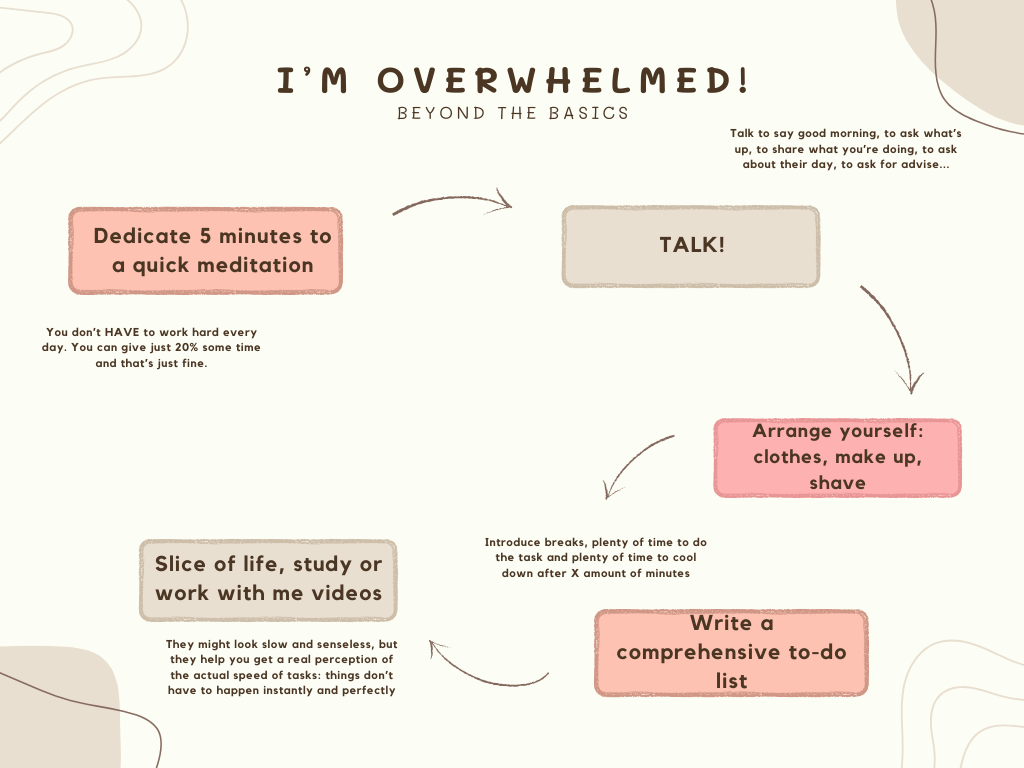 I'M OVERWHELMED!
BEYOND THE BASICS
Talk to say good morning, to ask what's
up, to share what you're doing, to ask
about their day, to ask for advise...
Dedicate 5 minutes to
a quick meditation
TALK!
You don't HAVE to work hard every
day. You can give just 20% some time
and that's just fine.
Arrange yourself:
clothes, make up,
shave
Introduce breaks, plenty of time to do
the task and plenty of time to cool
down after X amount of minutes
Write a
comprehensive to-do
list
Slice of life, study or
work with me videos
They might look slow and senseless, but
they help you get a real perception of
the actual speed of tasks: things don't
have to happen instantly and perfectly